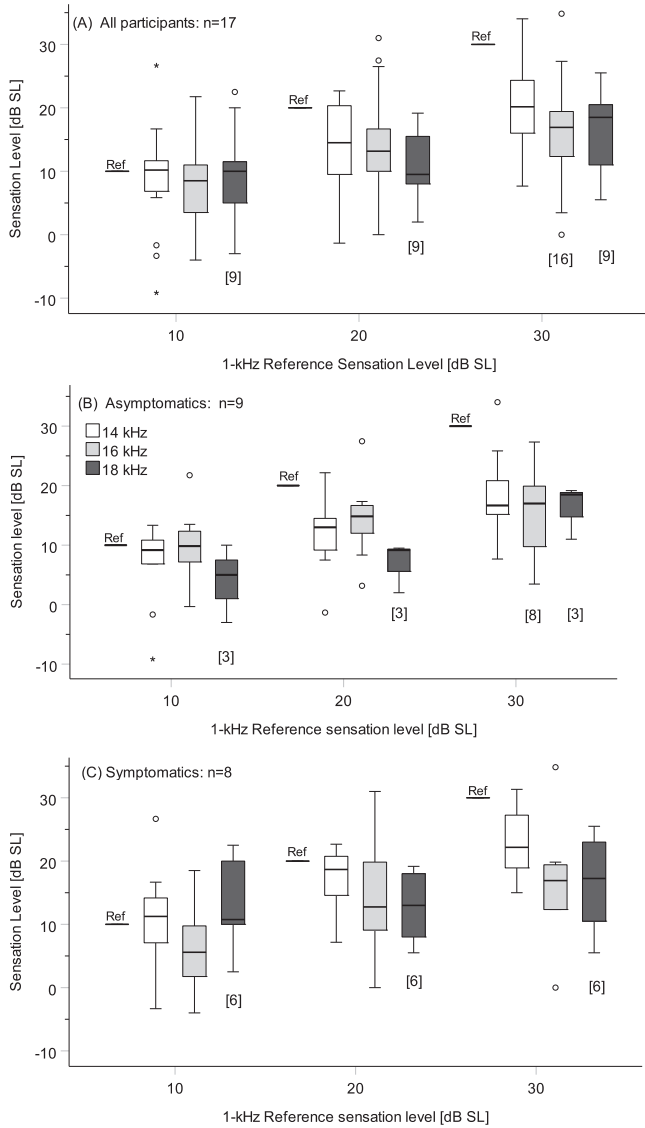 (A) All participants: n=17
Sensation Level [dB SL]
30
20
10
0
-10
Ref
Ref
Ref
*
*
[9]
[9]
[16]
[9]
10
20
30
1-kHz Reference Sensation Level [dB SL]
(B) Asymptomatics: n=9
14 kHz
16 kHz
18 kHz
Sensation level [dB SL]
30
20
10
0
-10
Ref
Ref
Ref
*
[3]
[3]
[8]
[3]
10
20
30
1-kHz Reference sensation level [dB SL]
(C) Symptomatics: n=8
Sensation level [dB SL]
30
20
10
0
-10
Ref
Ref
Ref
[6]
[6]
[6]
10
20
30
1-kHz Reference sensation level [dB SL]